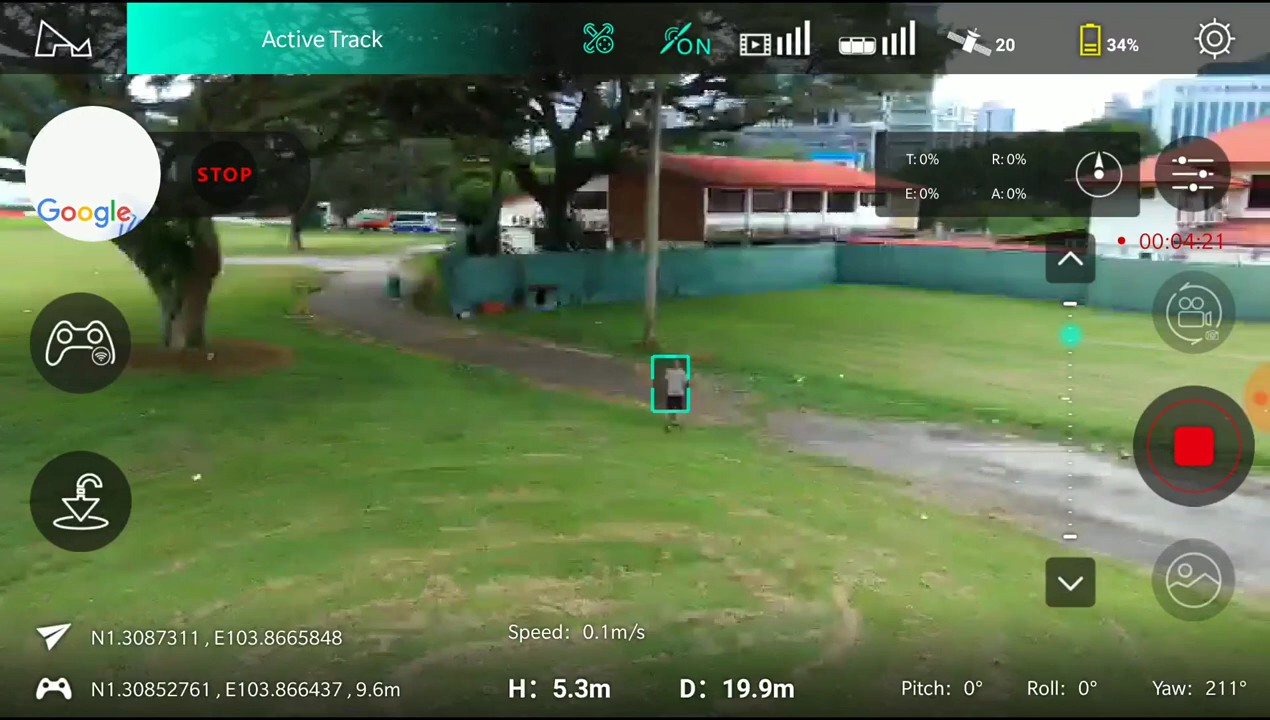 Active Track
ON
20
34%
Google
STOP
T: 0% R: 0%
E: 0% A: 0%
00:04:21
N1.3087311 , E103.8665848
Speed: 0.1m/s
N1.30852761 , E103.866437 , 9.6m
H: 5.3m D: 19.9m Pitch: 0° Roll: 0° Yaw: 211°